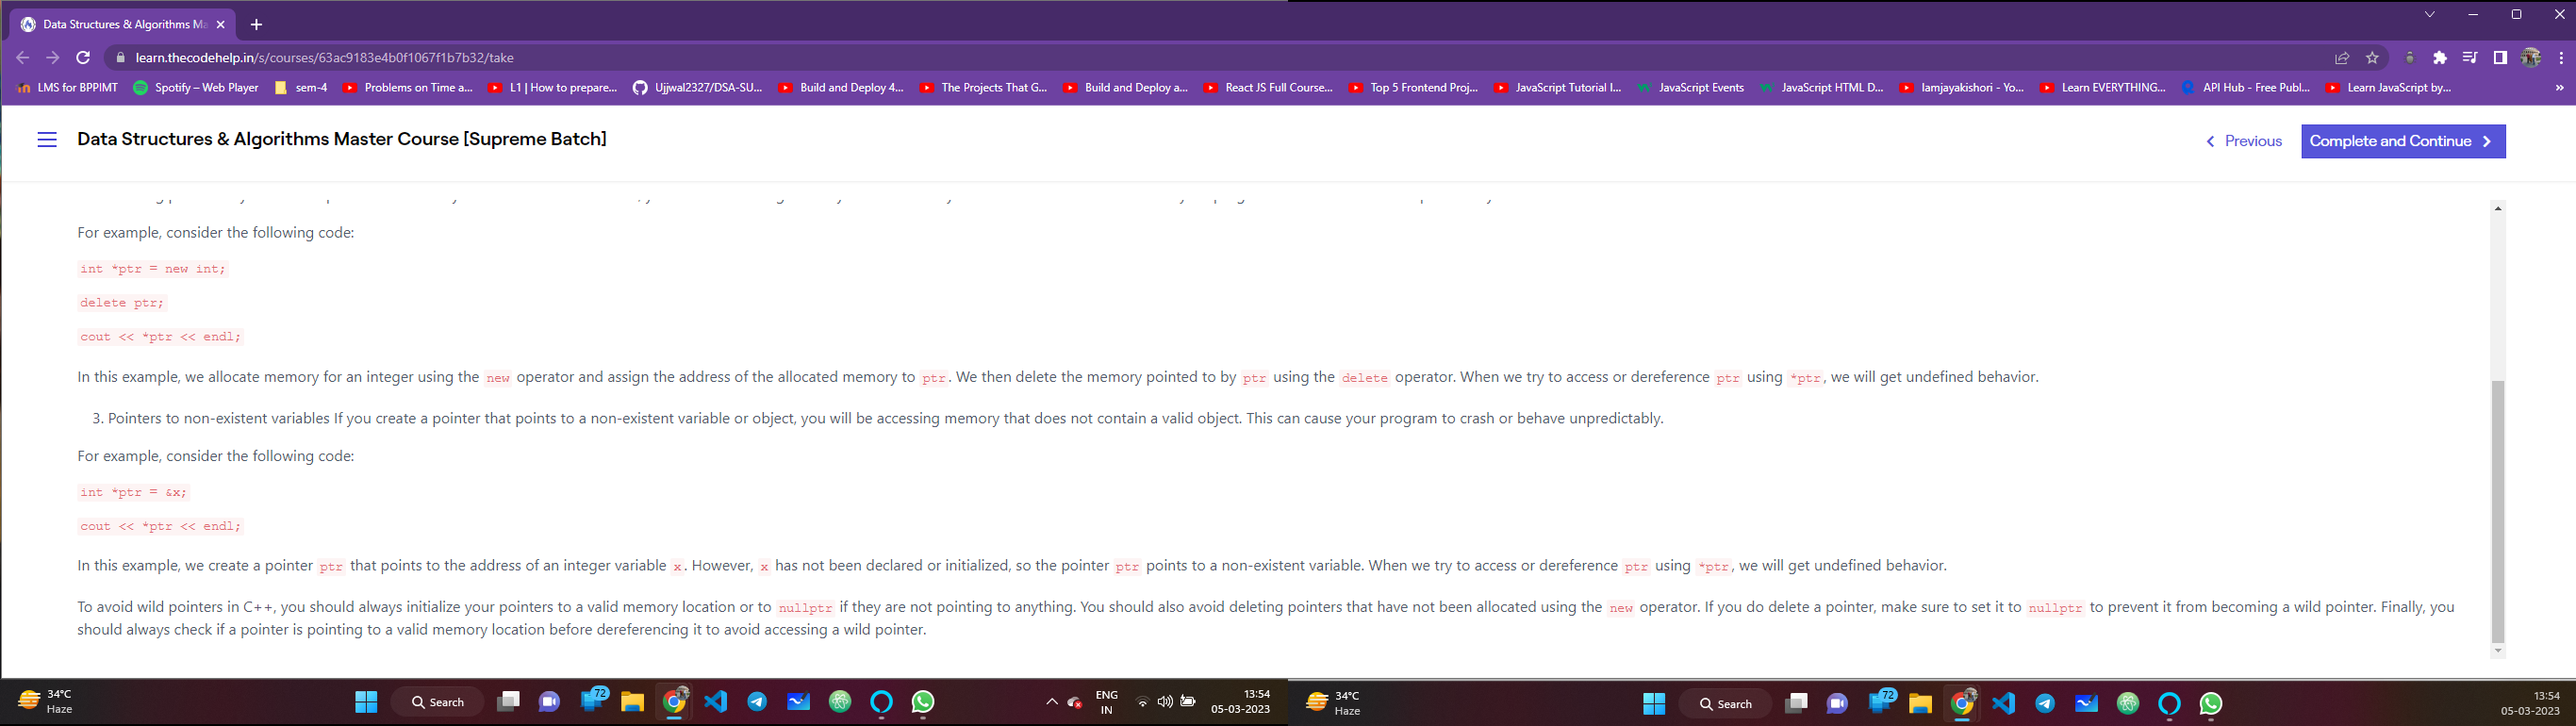 Data Structures & Algorithms Ma
learn.thecodehelp.in/s/courses/63ac9183e4b0f1067f1b7b32/take
LMS for BPPIMT Spotify – Web Player sem-4 Problems on Time a... L1 | How to prepare... Ujjwal2327/DSA-SU... Build and Deploy 4... The Projects That G... Build and Deploy a... React JS Full Course... Top 5 Frontend Proj... JavaScript Tutorial I... JavaScript Events JavaScript HTML D... Iamjayakishori - Yo... Learn EVERYTHING... API Hub - Free Publ... Learn JavaScript by... »
Data Structures & Algorithms Master Course [Supreme Batch] Previous Complete and Continue
For example, consider the following code:
int *ptr = new int;
delete ptr;
cout << *ptr << endl;
In this example, we allocate memory for an integer using the new operator and assign the address of the allocated memory to ptr. We then delete the memory pointed to by ptr using the delete operator. When we try to access or dereference ptr using *ptr, we will get undefined behavior.
3. Pointers to non-existent variables If you create a pointer that points to a non-existent variable or object, you will be accessing memory that does not contain a valid object. This can cause your program to crash or behave unpredictably.
For example, consider the following code:
int *ptr = &x;
cout << *ptr << endl;
In this example, we create a pointer ptr that points to the address of an integer variable x. However, x has not been declared or initialized, so the pointer ptr points to a non-existent variable. When we try to access or dereference ptr using *ptr, we will get undefined behavior.
To avoid wild pointers in C++, you should always initialize your pointers to a valid memory location or to nullptr if they are not pointing to anything. You should also avoid deleting pointers that have not been allocated using the new operator. If you do delete a pointer, make sure to set it to nullptr to prevent it from becoming a wild pointer. Finally, you
should always check if a pointer is pointing to a valid memory location before dereferencing it to avoid accessing a wild pointer.
34°C
Haze
Search
72
ENG
IN
13:54
05-03-2023
34°C
Haze
Search
72
13:54
05-03-2023